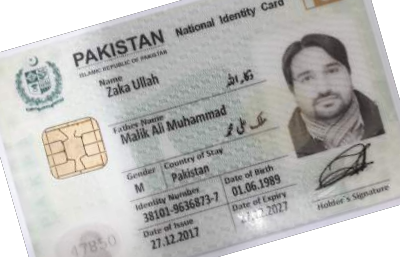 PAKISTAN National Identity Card
ISLAMIC REPUBLIC OF PAKISTAN
Name
Zaka Ullah
ذکاء اللہ
Father Name
Malik Ali Muhammad
ملک علی محمد
Gender Country of Stay
M Pakistan
Identity Number Date of Birth
38101-9636873-7 01.06.1989
Date of Issue Date of Expiry
27.12.2017 27.12.2027
Holder's Signature
47850